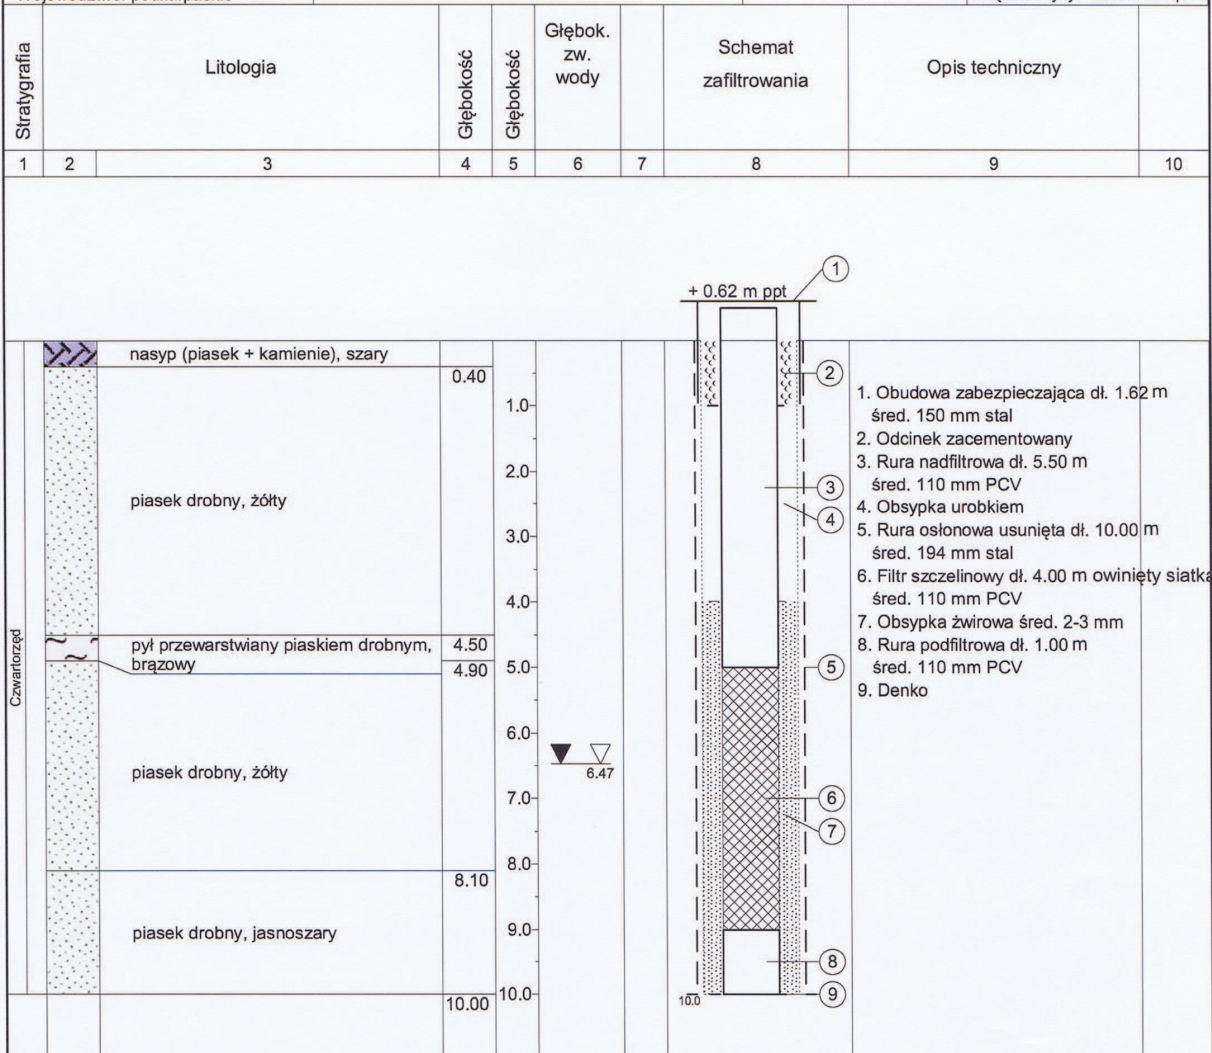 Stratygrafia
Litologia
Głębokość
Głębokość
Głębok.
zw.
wody
Schemat
zafiltrowania
Opis techniczny
1 2 3 4 5 6 7 8 9 10
1
+ 0.62 m ppt
nasyp (piasek + kamienie), szary
0.40
2
1.0
1. Obudowa zabezpieczająca dł. 1.62 m
śred. 150 mm stal
2. Odcinek zacementowany
3. Rura nadfiltrowa dł. 5.50 m
śred. 110 mm PCV
4. Obsypka urobkiem
5. Rura osłonowa usunięta dł. 10.00 m
śred. 194 mm stal
6. Filtr szczelinowy dł. 4.00 m owinięty siatką
śred. 110 mm PCV
7. Obsypka żwirowa śred. 2-3 mm
8. Rura podfiltrowa dł. 1.00 m
śred. 110 mm PCV
9. Denko
2.0
3
piasek drobny, żółty
4
3.0
4.0
Czwartorzęd
pył przewarstwiany piaskiem drobnym,
brązowy
4.50
4.90
5.0
5
6.0
6.47
piasek drobny, żółty
7.0
6
7
8.0
8.10
9.0
piasek drobny, jasnoszary
8
10.00
10.0
10.0
9